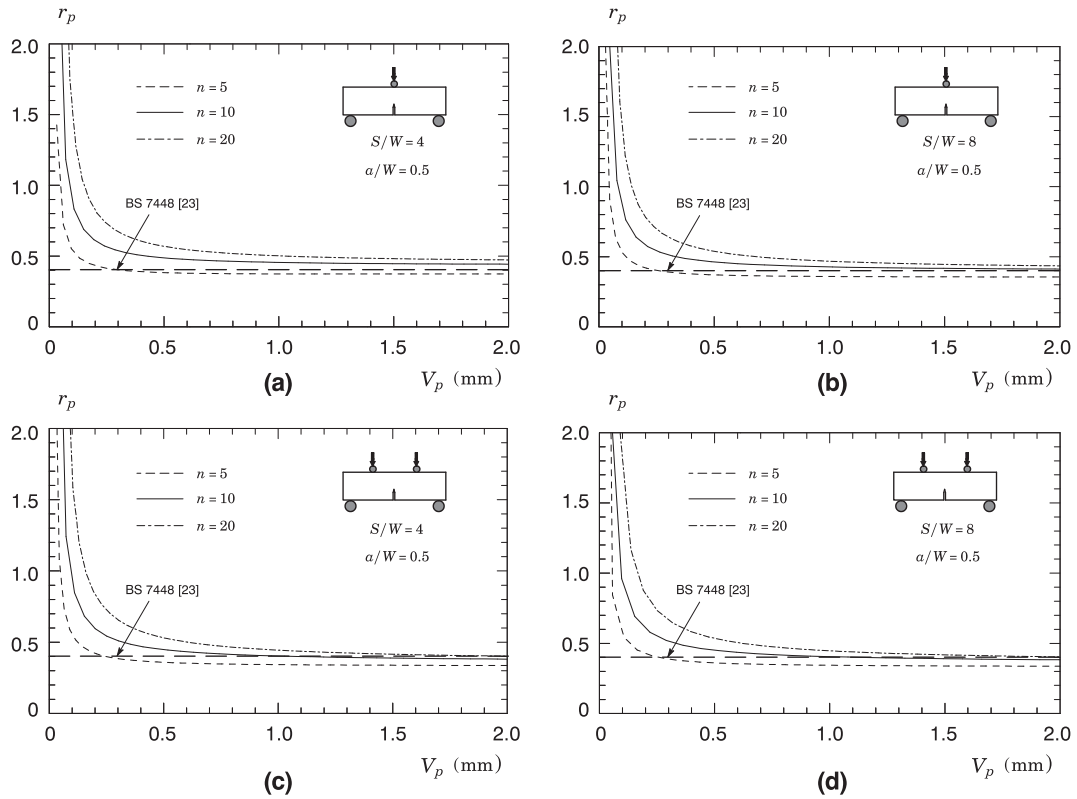 r_p
2.0
1.5
1.0
0.5
0
n = 5
n = 10
n = 20
S/W = 4
a/W = 0.5
BS 7448 [23]
0 0.5 1.0 1.5 2.0
V_p (mm)
(a)
r_p
2.0
1.5
1.0
0.5
0
n = 5
n = 10
n = 20
S/W = 8
a/W = 0.5
BS 7448 [23]
0 0.5 1.0 1.5 2.0
V_p (mm)
(b)
r_p
2.0
1.5
1.0
0.5
0
n = 5
n = 10
n = 20
S/W = 4
a/W = 0.5
BS 7448 [23]
0 0.5 1.0 1.5 2.0
V_p (mm)
(c)
r_p
2.0
1.5
1.0
0.5
0
n = 5
n = 10
n = 20
S/W = 8
a/W = 0.5
BS 7448 [23]
0 0.5 1.0 1.5 2.0
V_p (mm)
(d)